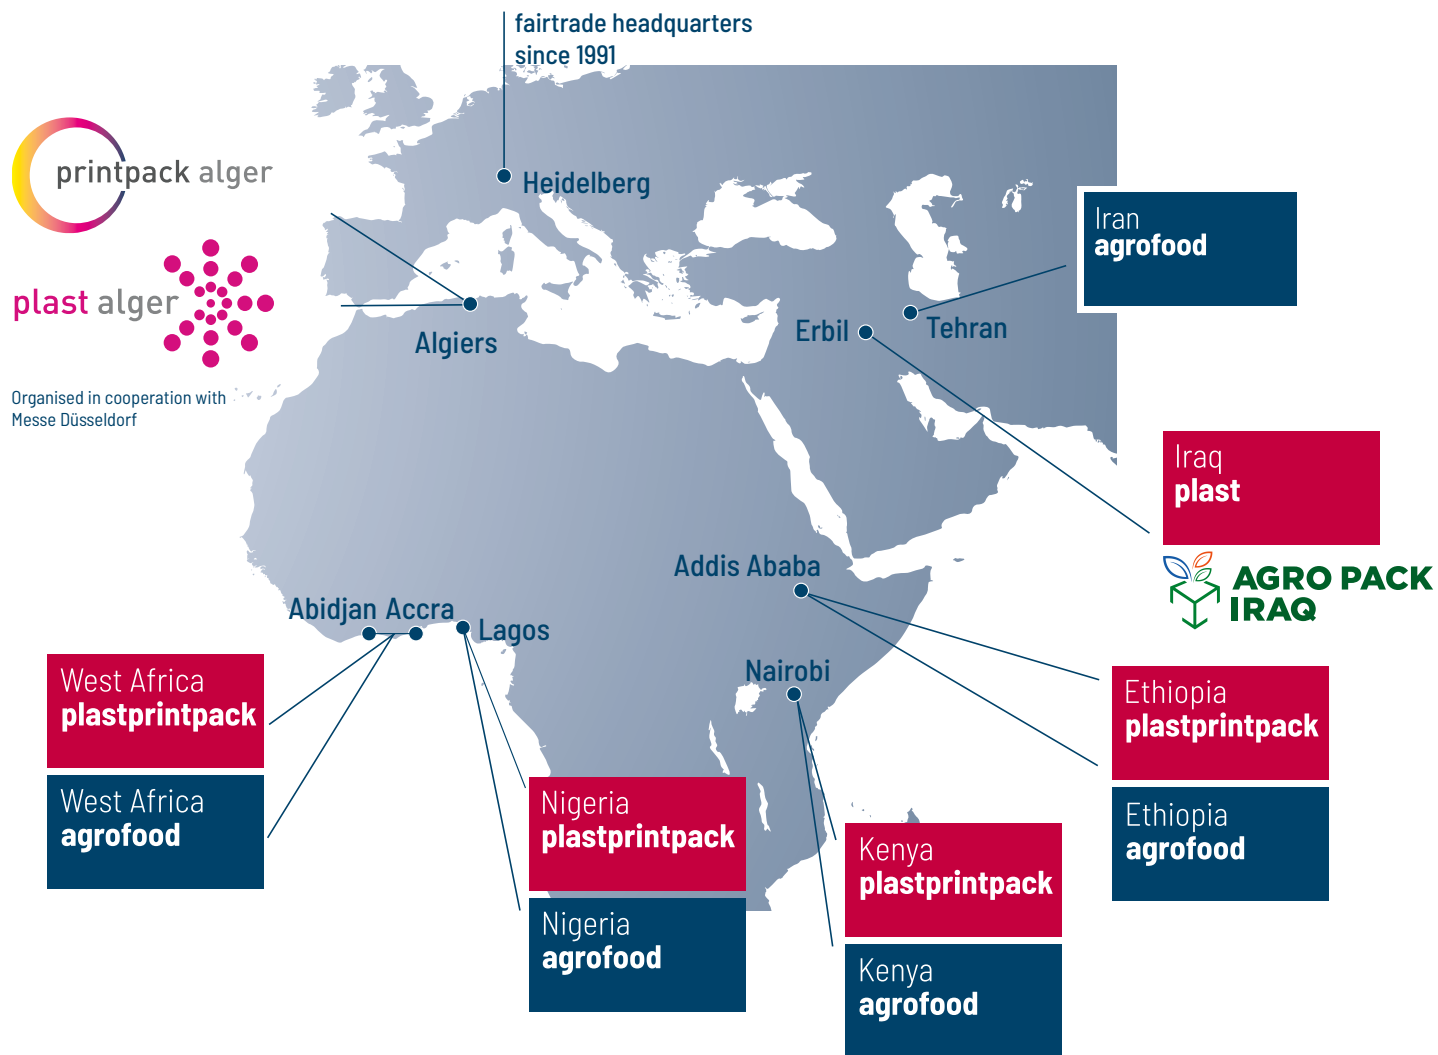 fairtrade headquarters
since 1991
printpack alger
Heidelberg
Iran
agrofood
plast alger
Algiers
Erbil
Tehran
Organised in cooperation with
Messe Düsseldorf
Iraq
plast
AGRO PACK
IRAQ
Addis Ababa
Abidjan Accra
Lagos
Nairobi
West Africa
plastprintpack
Ethiopia
plastprintpack
West Africa
agrofood
Nigeria
plastprintpack
Ethiopia
agrofood
Kenya
plastprintpack
Nigeria
agrofood
Kenya
agrofood